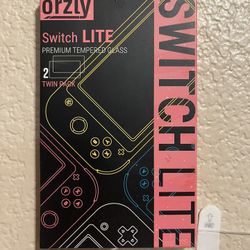 orzly
Switch LITE
PREMIUM TEMPERED GLASS
2
TWIN PACK
SWITCH LITE